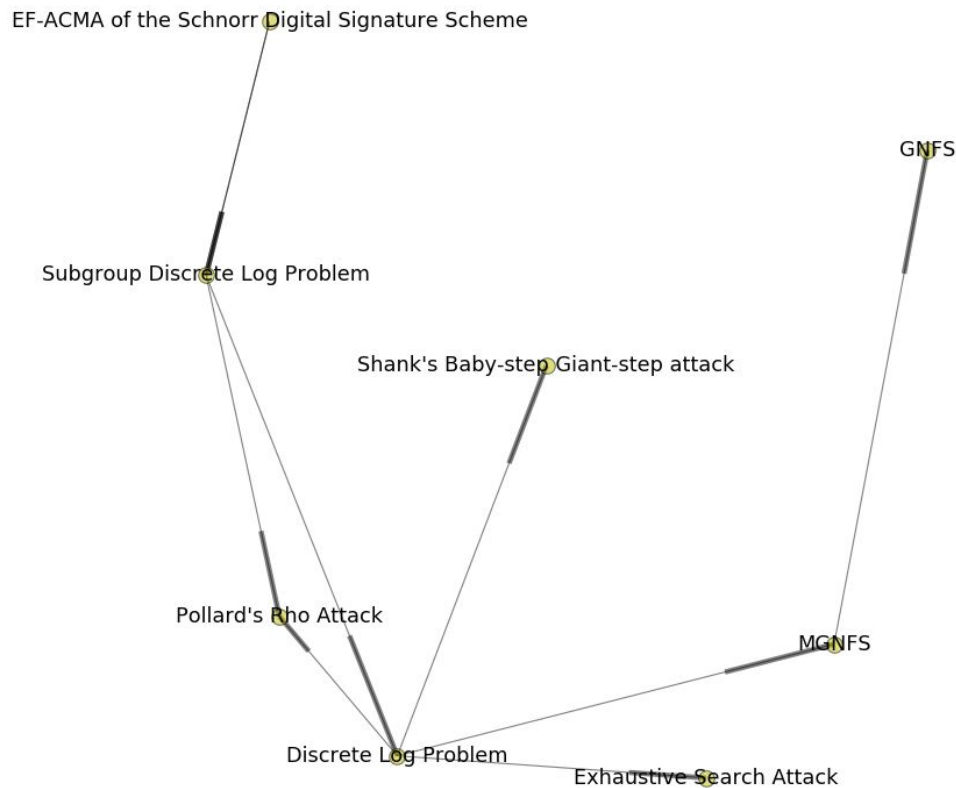 EF-ACMA of the Schnorr Digital Signature Scheme
GNFS
Subgroup Discrete Log Problem
Shank's Baby-step Giant-step attack
Pollard's Rho Attack
MGNFS
Discrete Log Problem
Exhaustive Search Attack